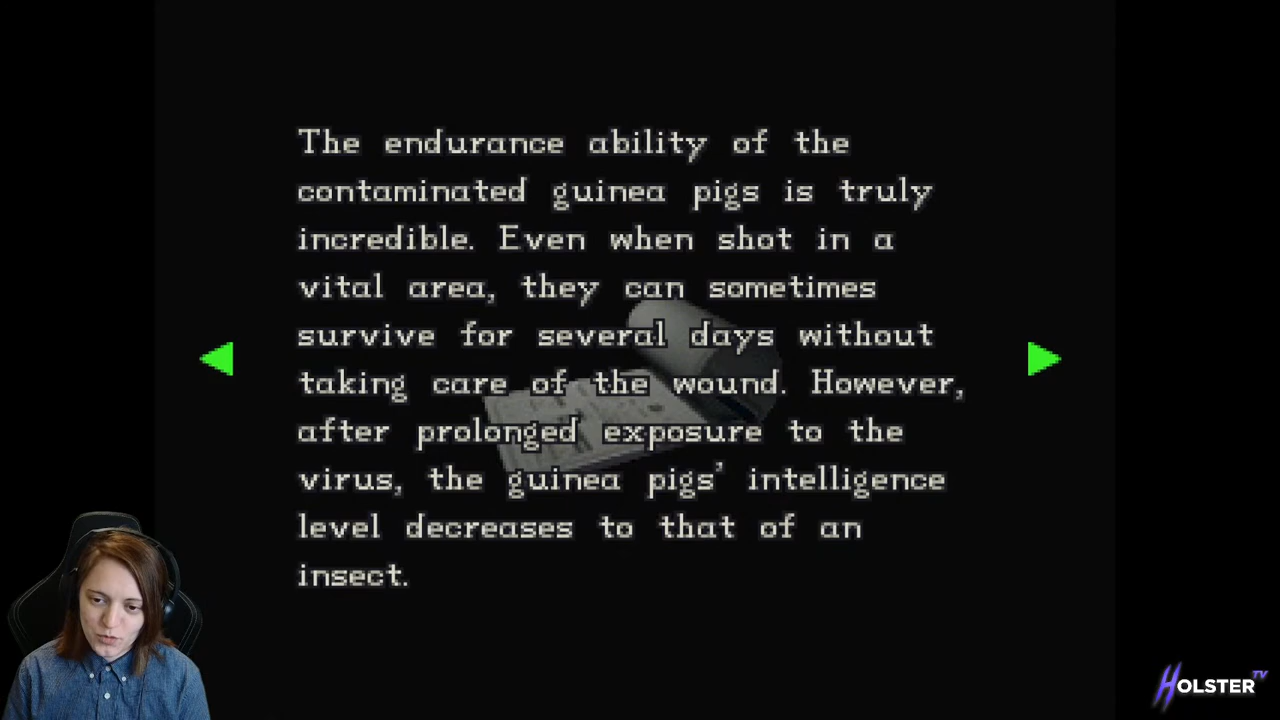 The endurance ability of the
contaminated guinea pigs is truly
incredible. Even when shot in a
vital area, they can sometimes
survive for several days without
taking care of the wound. However,
after prolonged exposure to the
virus, the guinea pigs' intelligence
level decreases to that of an
insect.
HOLSTER TV